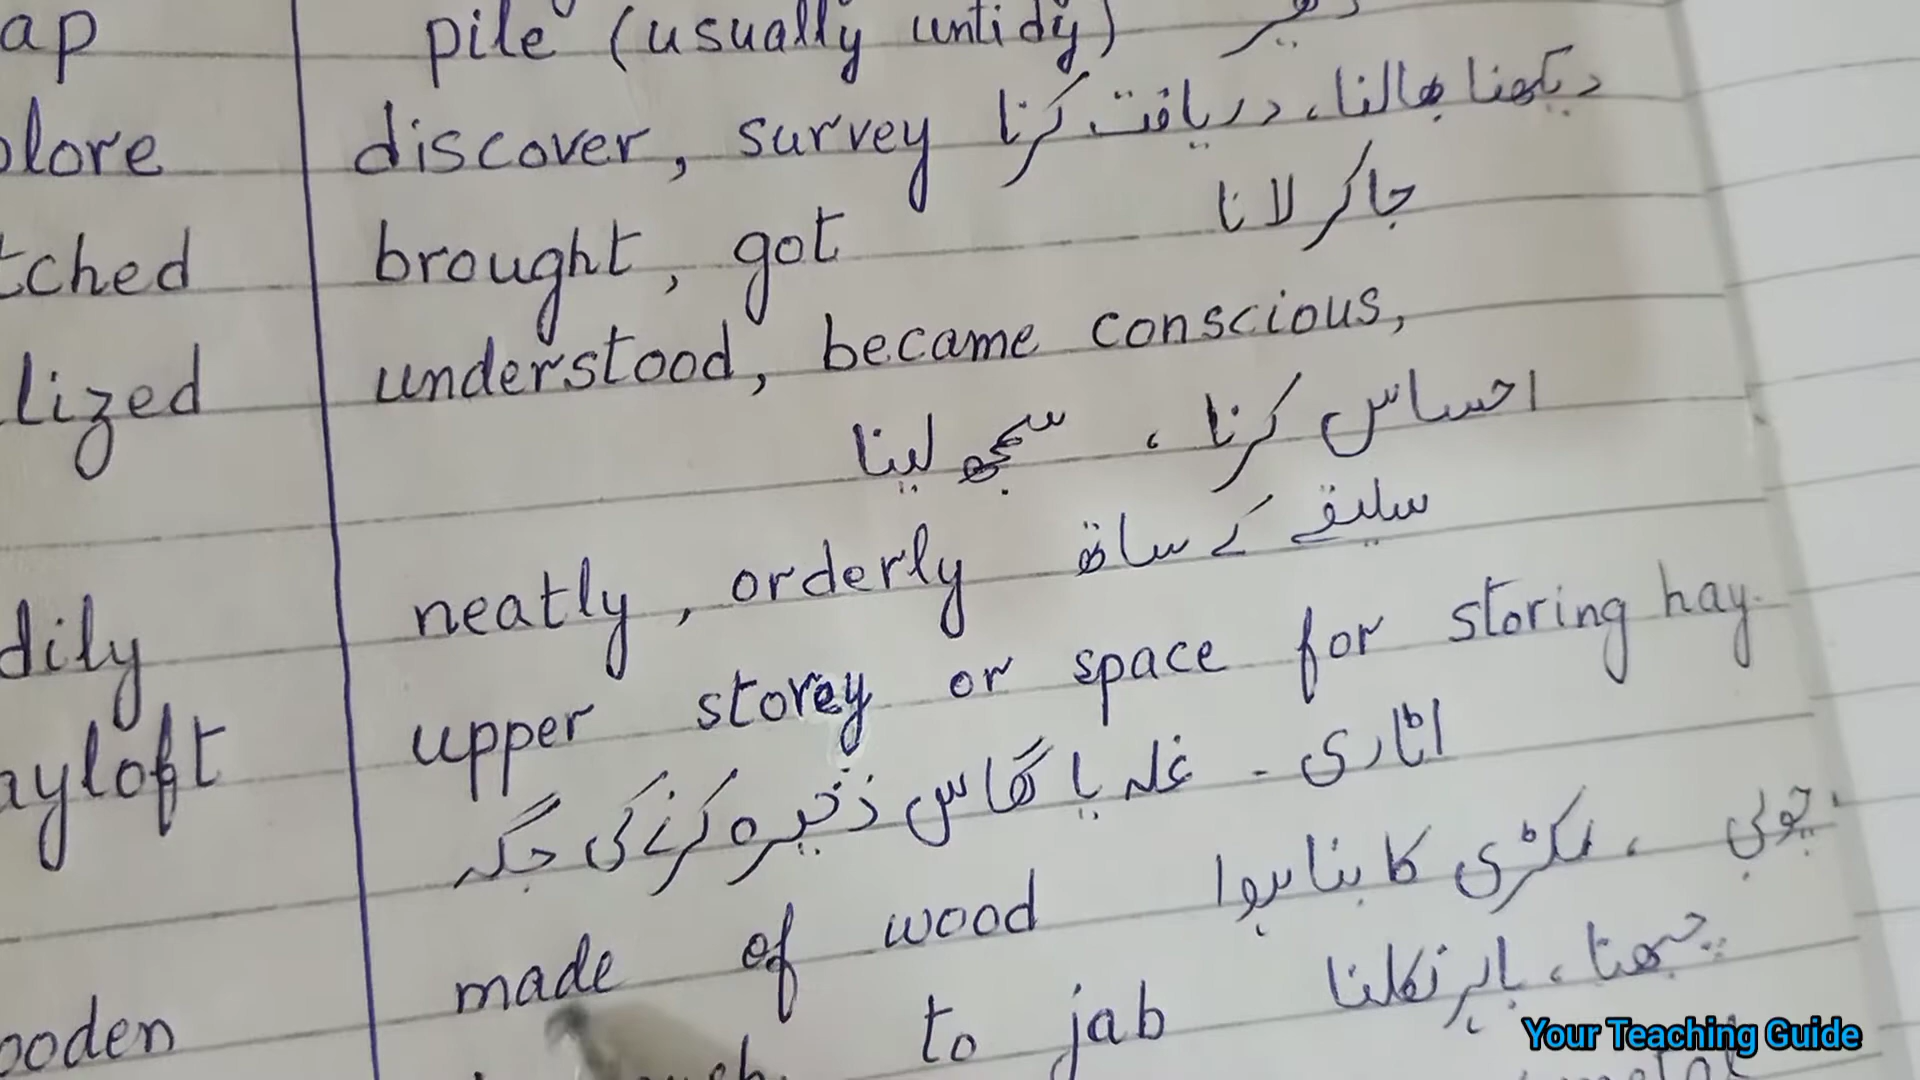 ap pile (usually untidy) ڈھیر
plore discover, survey دیکھنا بھالنا، دریافت کرنا
tched brought, got جا کر لانا
lized understood, became conscious,
احساس کرنا، سمجھ لینا
dily neatly, orderly سلیقے کے ساتھ
ayloft upper storey or space for storing hay.
اٹاری - غلہ یا گھاس ذخیرہ کرنے کی جگہ
ooden made of wood چوبی، لکڑی کا بنا ہوا
to jab چبھنا، باہر نکلنا
Your Teaching Guide